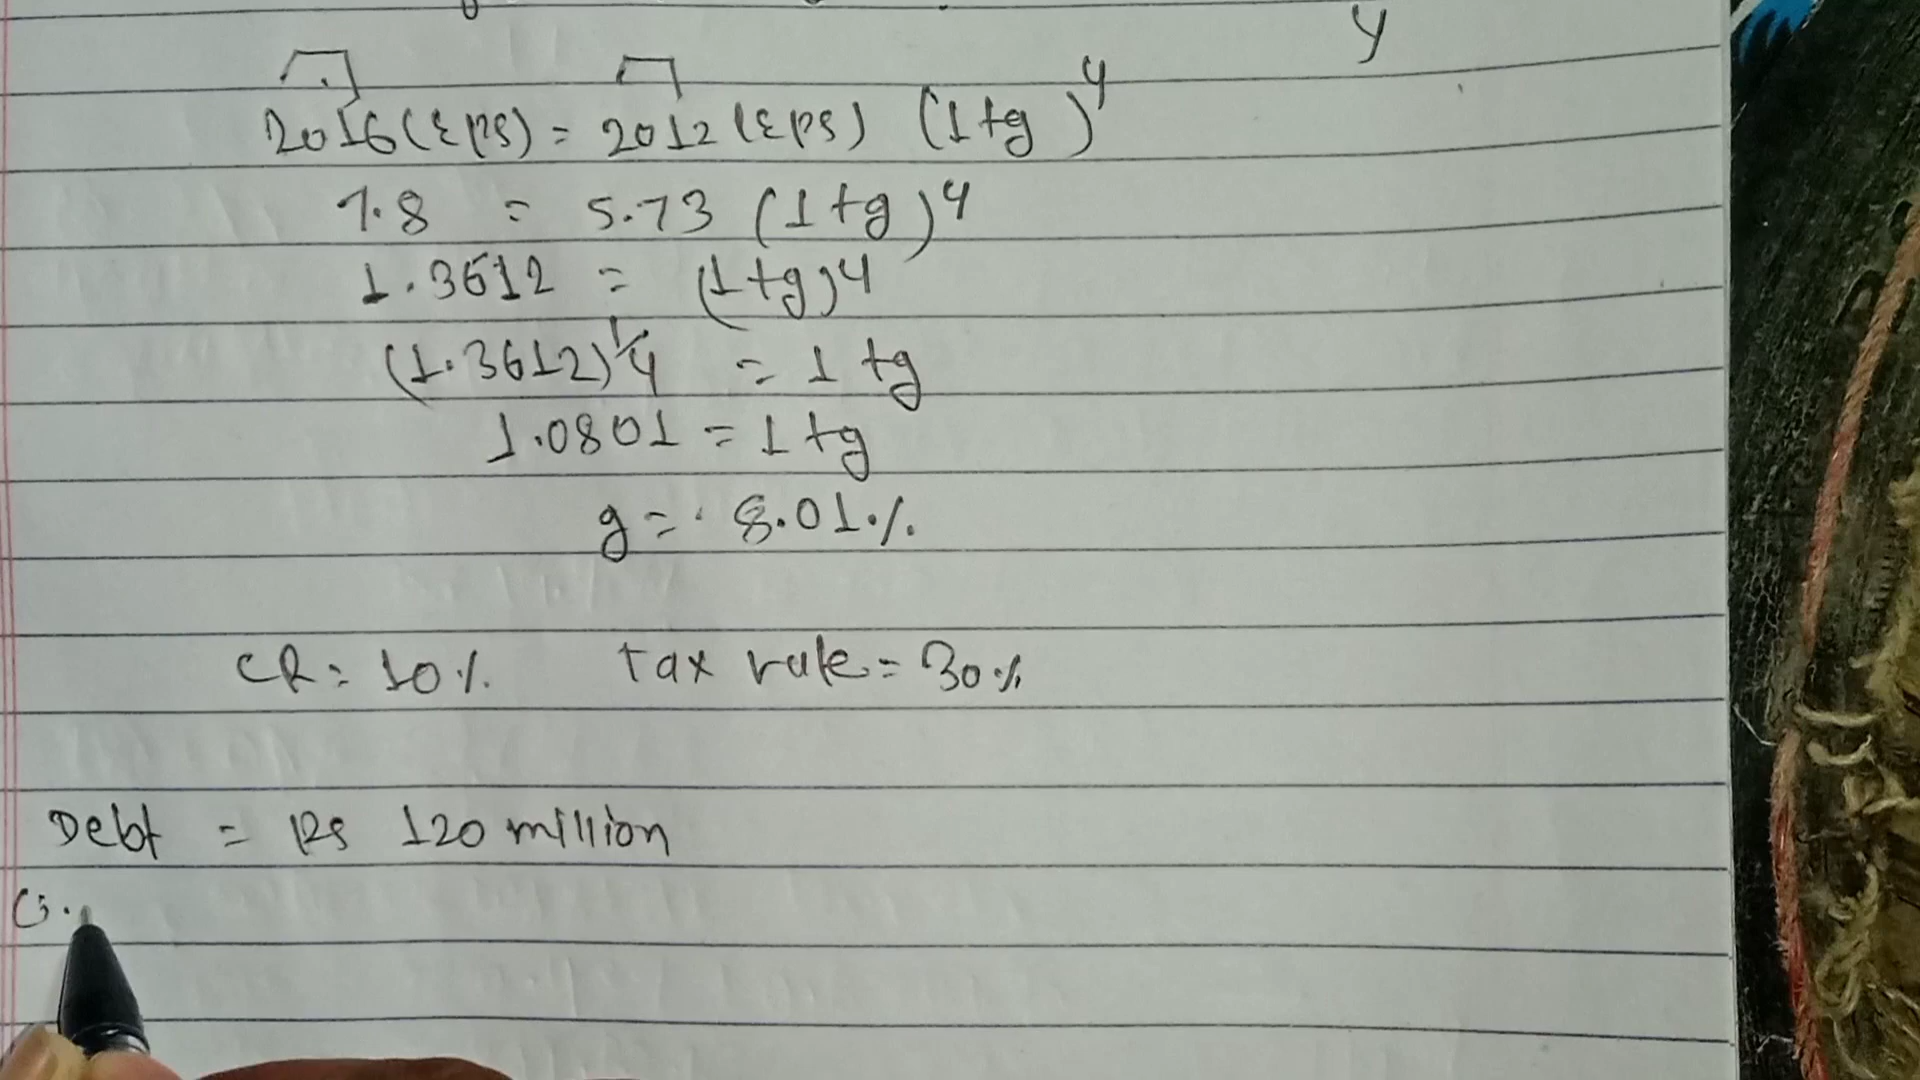 y
2016(EPS) = 2012 (EPS) (1+g)^4
7.8 = 5.73 (1+g)^4
1.3612 = (1+g)^4
(1.3612)^1/4 = 1+g
1.0801 = 1+g
g = 8.01%
CR = 10% tax rate = 30%
Debt = Rs 120 million